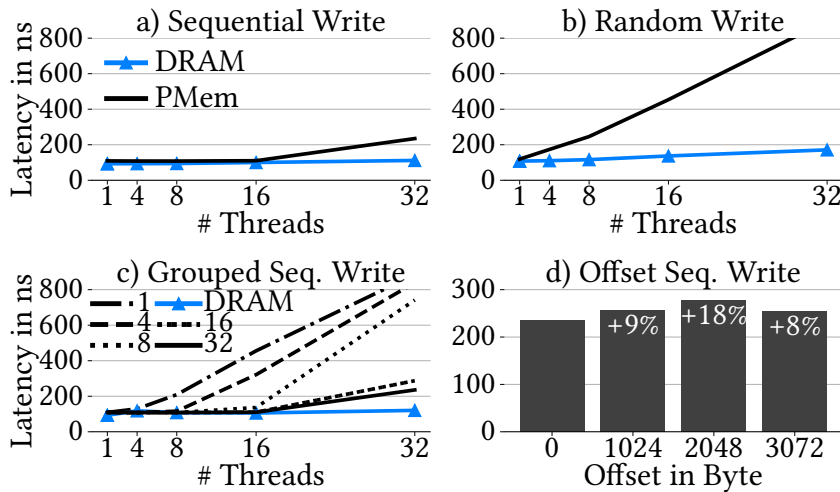 a) Sequential Write
Latency in ns
800
600
400
200
0
DRAM
PMem
1 4 8 16 32
# Threads
b) Random Write
800
600
400
200
0
1 4 8 16 32
# Threads
c) Grouped Seq. Write
Latency in ns
800
600
400
200
0
1 DRAM
4 16
8 32
1 4 8 16 32
# Threads
d) Offset Seq. Write
300
200
100
0
+9% +18% +8%
0 1024 2048 3072
Offset in Byte